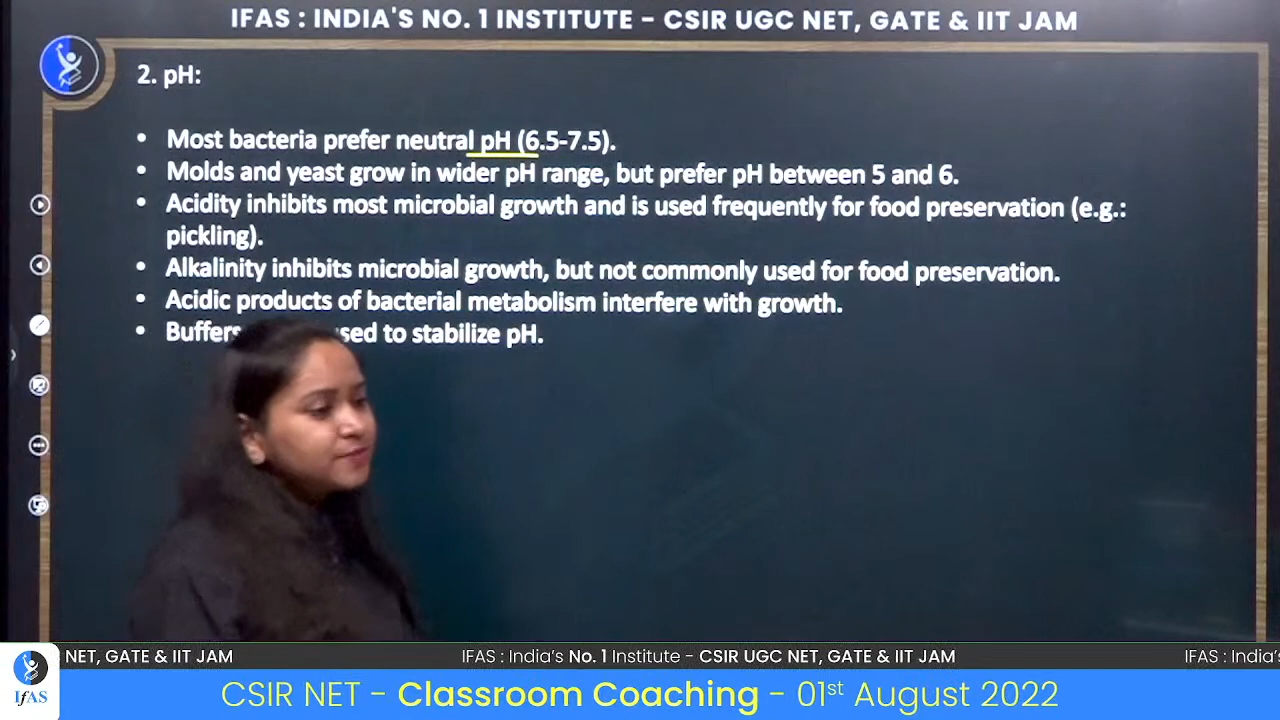 IFAS : INDIA'S NO. 1 INSTITUTE - CSIR UGC NET, GATE & IIT JAM
2. pH:
• Most bacteria prefer neutral pH (6.5-7.5).
• Molds and yeast grow in wider pH range, but prefer pH between 5 and 6.
• Acidity inhibits most microbial growth and is used frequently for food preservation (e.g.:
pickling).
• Alkalinity inhibits microbial growth, but not commonly used for food preservation.
• Acidic products of bacterial metabolism interfere with growth.
• Buffers sed to stabilize pH.
NET, GATE & IIT JAM IFAS : India's No. 1 Institute - CSIR UGC NET, GATE & IIT JAM IFAS : India's
IfAS
CSIR NET - Classroom Coaching - 01st August 2022